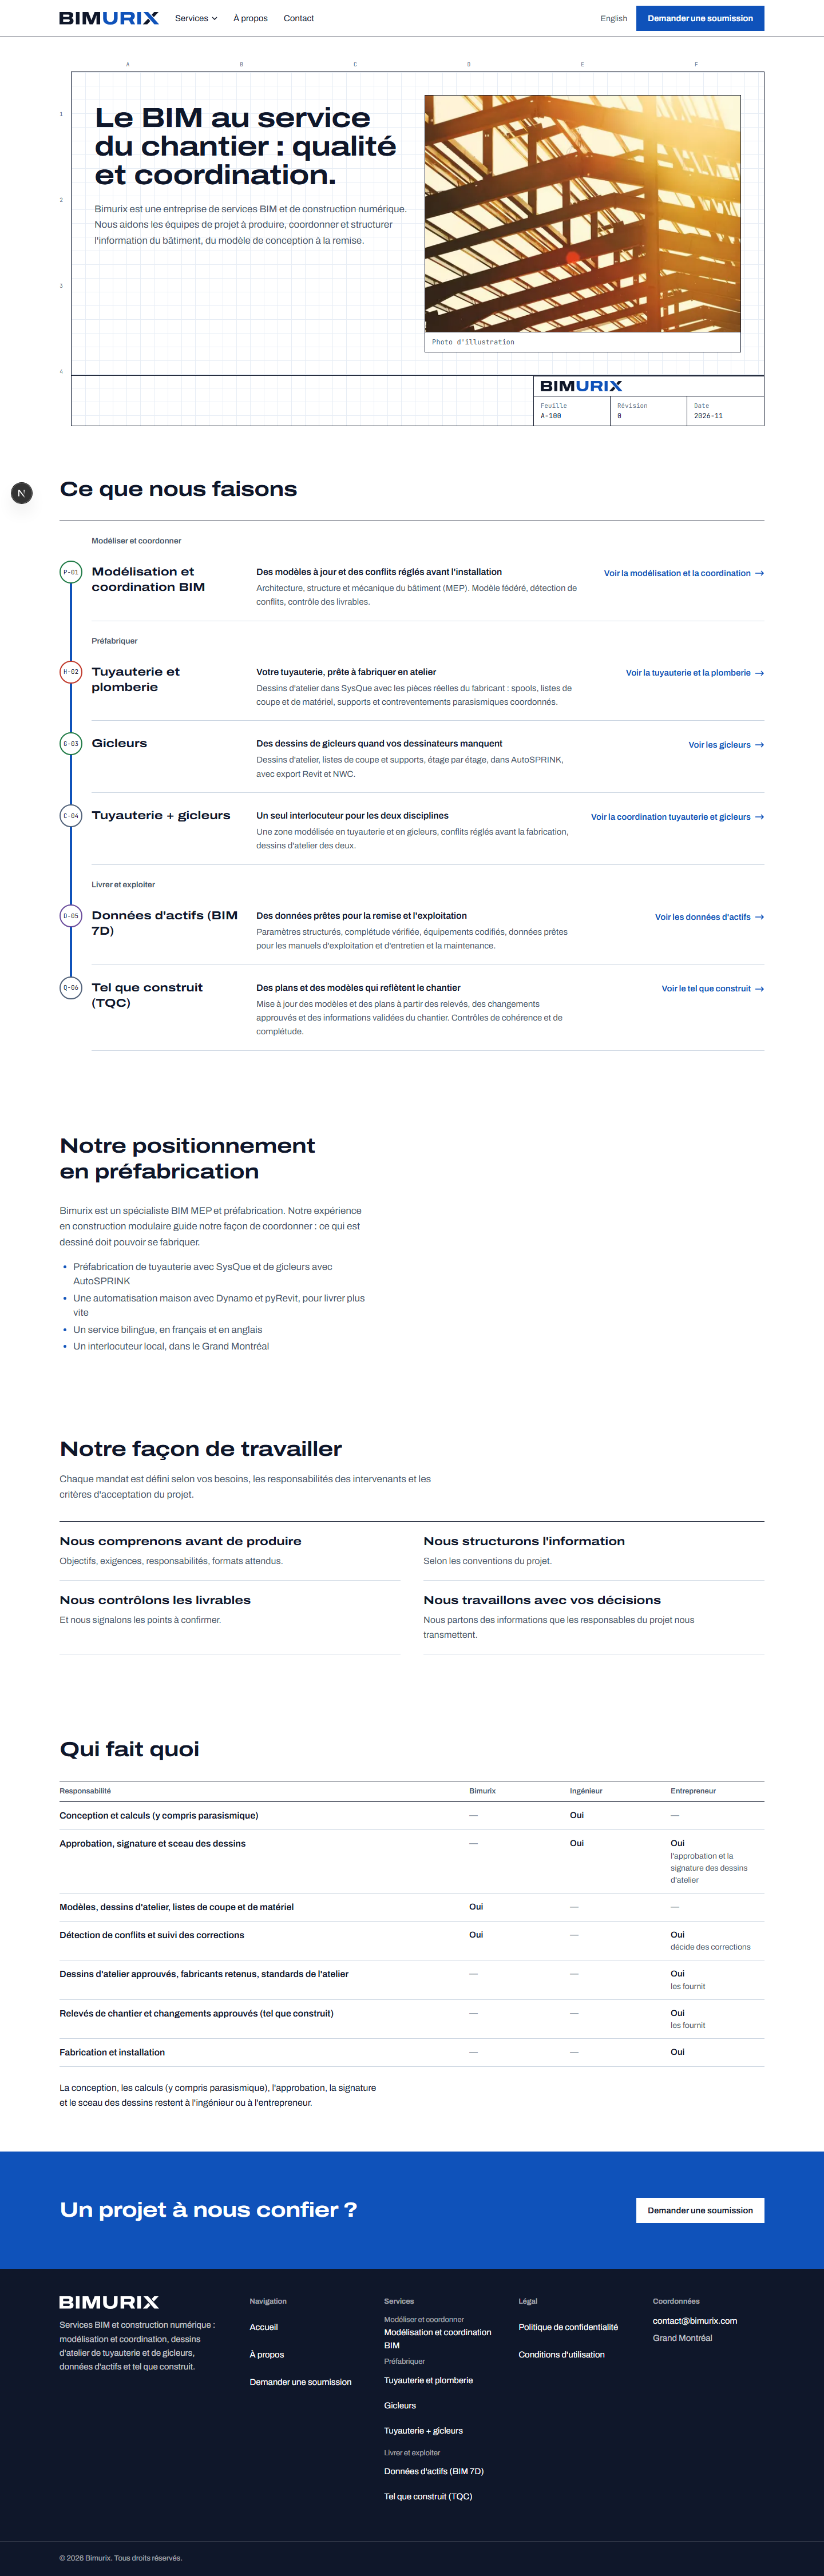 BIMURIX
Services
À propos
Contact
English
Demander une soumission
A B C D E F
1
2
3
4
Le BIM au service
du chantier : qualité
et coordination.
Bimurix est une entreprise de services BIM et de construction numérique.
Nous aidons les équipes de projet à produire, coordonner et structurer
l'information du bâtiment, du modèle de conception à la remise.
Photo d'illustration
BIMURIX
Feuille
A-100
Révision
0
Date
2026-11
N
Ce que nous faisons
Modéliser et coordonner
P-01
Modélisation et
coordination BIM
Des modèles à jour et des conflits réglés avant l'installation
Architecture, structure et mécanique du bâtiment (MEP). Modèle fédéré, détection de
conflits, contrôle des livrables.
Voir la modélisation et la coordination →
Préfabriquer
H-02
Tuyauterie et
plomberie
Votre tuyauterie, prête à fabriquer en atelier
Dessins d'atelier dans SysQue avec les pièces réelles du fabricant : spools, listes de
coupe et de matériel, supports et contreventements parasismiques coordonnés.
Voir la tuyauterie et la plomberie →
G-03
Gicleurs
Des dessins de gicleurs quand vos dessinateurs manquent
Dessins d'atelier, listes de coupe et supports, étage par étage, dans AutoSPRINK,
avec export Revit et NWC.
Voir les gicleurs →
C-04
Tuyauterie + gicleurs
Un seul interlocuteur pour les deux disciplines
Une zone modélisée en tuyauterie et en gicleurs, conflits réglés avant la fabrication,
dessins d'atelier des deux.
Voir la coordination tuyauterie et gicleurs →
Livrer et exploiter
D-05
Données d'actifs (BIM
7D)
Des données prêtes pour la remise et l'exploitation
Paramètres structurés, complétude vérifiée, équipements codifiés, données prêtes
pour les manuels d'exploitation et d'entretien et la maintenance.
Voir les données d'actifs →
Q-06
Tel que construit
(TQC)
Des plans et des modèles qui reflètent le chantier
Mise à jour des modèles et des plans à partir des relevés, des changements
approuvés et des informations validées du chantier. Contrôles de cohérence et de
complétude.
Voir le tel que construit →
Notre positionnement
en préfabrication
Bimurix est un spécialiste BIM MEP et préfabrication. Notre expérience
en construction modulaire guide notre façon de coordonner : ce qui est
dessiné doit pouvoir se fabriquer.
• Préfabrication de tuyauterie avec SysQue et de gicleurs avec
AutoSPRINK
• Une automatisation maison avec Dynamo et pyRevit, pour livrer plus
vite
• Un service bilingue, en français et en anglais
• Un interlocuteur local, dans le Grand Montréal
Notre façon de travailler
Chaque mandat est défini selon vos besoins, les responsabilités des intervenants et les
critères d'acceptation du projet.
Nous comprenons avant de produire
Objectifs, exigences, responsabilités, formats attendus.
Nous structurons l'information
Selon les conventions du projet.
Nous contrôlons les livrables
Et nous signalons les points à confirmer.
Nous travaillons avec vos décisions
Nous partons des informations que les responsables du projet nous
transmettent.
Qui fait quoi
Responsabilité Bimurix Ingénieur Entrepreneur
Conception et calculs (y compris parasismique) — Oui —
Approbation, signature et sceau des dessins — Oui Oui
l'approbation et la
signature des dessins
d'atelier
Modèles, dessins d'atelier, listes de coupe et de matériel Oui — —
Détection de conflits et suivi des corrections Oui — Oui
décide des corrections
Dessins d'atelier approuvés, fabricants retenus, standards de l'atelier — — Oui
les fournit
Relevés de chantier et changements approuvés (tel que construit) — — Oui
les fournit
Fabrication et installation — — Oui
La conception, les calculs (y compris parasismique), l'approbation, la signature
et le sceau des dessins restent à l'ingénieur ou à l'entrepreneur.
Un projet à nous confier ?
Demander une soumission
BIMURIX
Services BIM et construction numérique :
modélisation et coordination, dessins
d'atelier de tuyauterie et de gicleurs,
données d'actifs et tel que construit.
Navigation
Accueil
À propos
Demander une soumission
Services
Modéliser et coordonner
Modélisation et coordination
BIM
Préfabriquer
Tuyauterie et plomberie
Gicleurs
Tuyauterie + gicleurs
Livrer et exploiter
Données d'actifs (BIM 7D)
Tel que construit (TQC)
Légal
Politique de confidentialité
Conditions d'utilisation
Coordonnées
contact@bimurix.com
Grand Montréal
© 2026 Bimurix. Tous droits réservés.